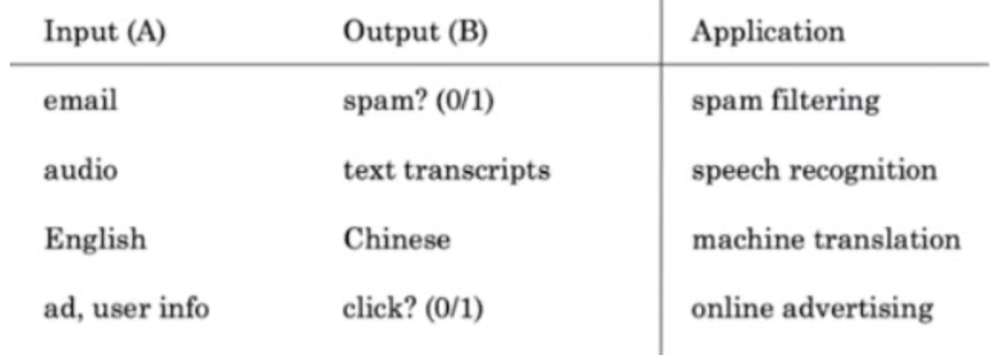 Input (A) Output (B) Application
email spam? (0/1) spam filtering
audio text transcripts speech recognition
English Chinese machine translation
ad, user info click? (0/1) online advertising